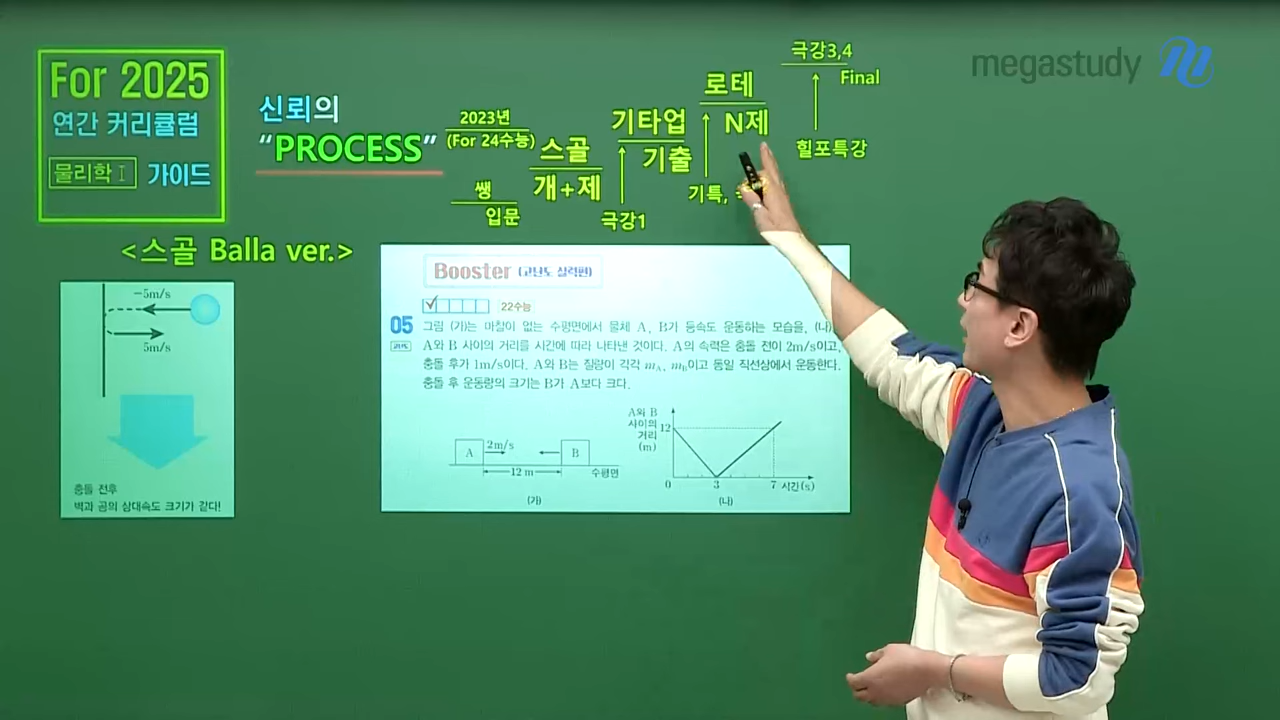 For 2025
연간 커리큘럼
물리학 I 가이드
신뢰의
“PROCESS”
2023년
(For 24수능)
쌩
입문
스골
개+제
극강1
기타업
기출
기특,
로테
N제
극강3,4
Final
힐포특강
megastudy
<스골 Balla ver.>
−5m/s
5m/s
충돌 전후
벽과 공의 상대속도 크기가 같다!
Booster (고난도 실력편)
22수능
05 그림 (가)는 마찰이 없는 수평면에서 물체 A, B가 등속도 운동하는 모습을, (나)
A와 B 사이의 거리를 시간에 따라 나타낸 것이다. A의 속력은 충돌 전이 2m/s이고,
충돌 후가 1m/s이다. A와 B는 질량이 각각 mA, mB이고 동일 직선상에서 운동한다.
충돌 후 운동량의 크기는 B가 A보다 크다.
A 2m/s B
12 m 수평면
(가)
A와 B
사이의
거리
(m)
12
0 3 7 시간(s)
(나)